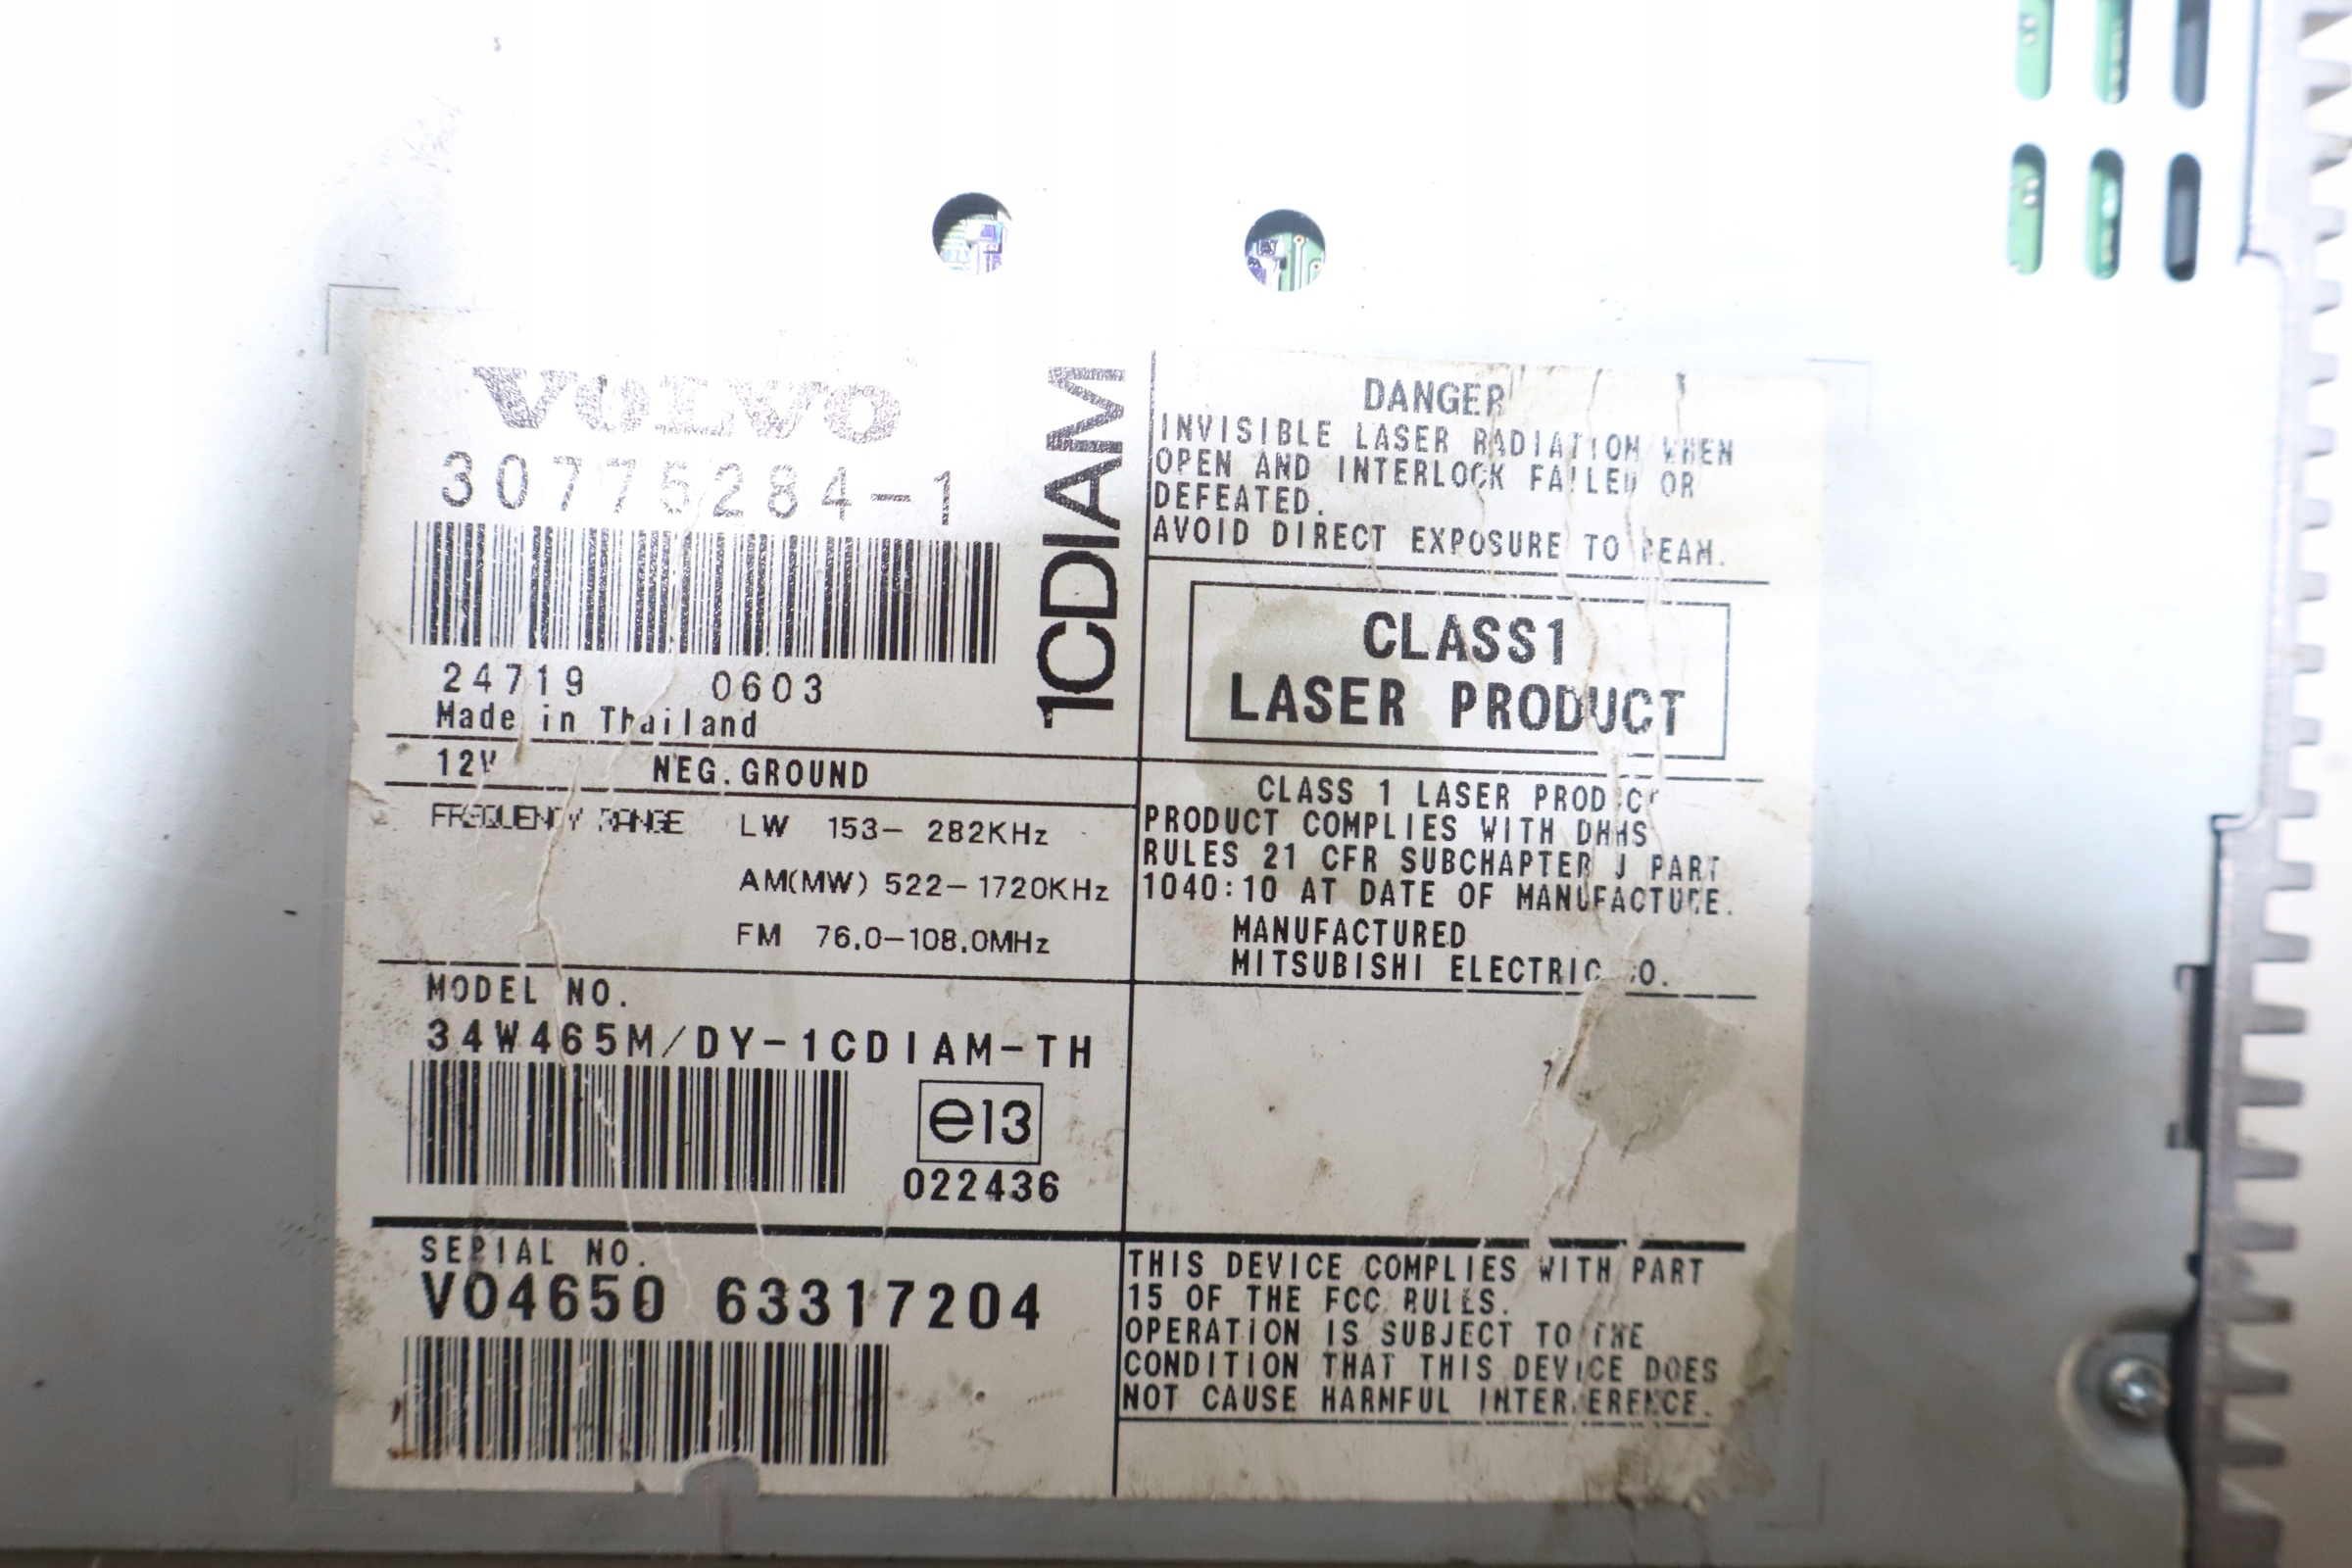 VOLVO
30775284-1
24719 0603
Made in Thailand
1CDIAM
12V NEG.GROUND
FREQUENCY RANGE LW 153- 282KHz
AM(MW) 522-1720KHz
FM 76.0-108.0MHz
MODEL NO.
34W465M/DY-1CDIAM-TH
e13
022436
SERIAL NO.
VO4650 63317204
DANGER
INVISIBLE LASER RADIATION WHEN
OPEN AND INTERLOCK FAILED OR
DEFEATED.
AVOID DIRECT EXPOSURE TO BEAM.
CLASS1
LASER PRODUCT
CLASS 1 LASER PRODUCT
PRODUCT COMPLIES WITH DHHS
RULES 21 CFR SUBCHAPTER J PART
1040:10 AT DATE OF MANUFACTURE.
MANUFACTURED
MITSUBISHI ELECTRIC CO.
THIS DEVICE COMPLIES WITH PART
15 OF THE FCC RULES.
OPERATION IS SUBJECT TO THE
CONDITION THAT THIS DEVICE DOES
NOT CAUSE HARMFUL INTERFERENCE.